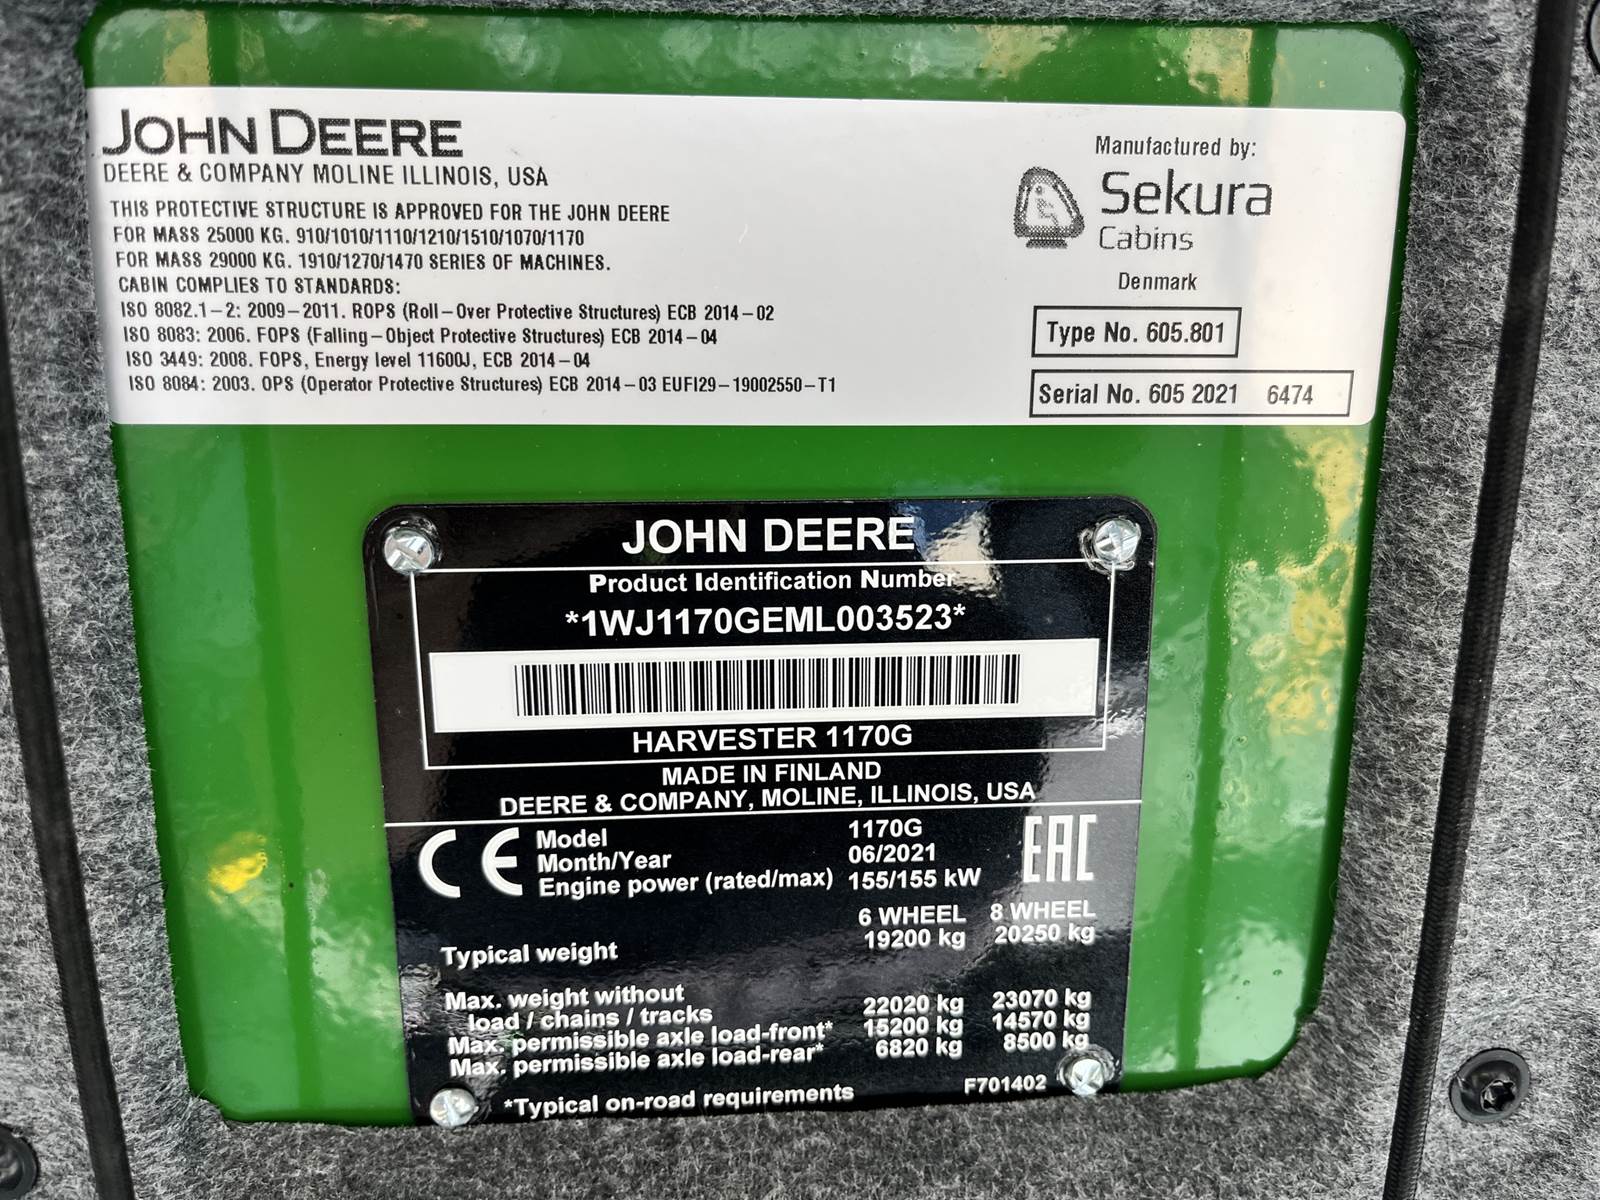 JOHN DEERE
DEERE & COMPANY MOLINE ILLINOIS, USA
THIS PROTECTIVE STRUCTURE IS APPROVED FOR THE JOHN DEERE
FOR MASS 25000 KG. 910/1010/1110/1210/1510/1070/1170
FOR MASS 29000 KG. 1910/1270/1470 SERIES OF MACHINES.
CABIN COMPLIES TO STANDARDS:
ISO 8082.1-2: 2009-2011. ROPS (Roll-Over Protective Structures) ECB 2014-02
ISO 8083: 2006. FOPS (Falling-Object Protective Structures) ECB 2014-04
ISO 3449: 2008. FOPS, Energy level 11600J, ECB 2014-04
ISO 8084: 2003. OPS (Operator Protective Structures) ECB 2014-03 EUFI29-19002550-T1
Manufactured by:
Sekura
Cabins
Denmark
Type No. 605.801
Serial No. 605 2021 6474
JOHN DEERE
Product Identification Number
*1WJ1170GEML003523*
HARVESTER 1170G
MADE IN FINLAND
DEERE & COMPANY, MOLINE, ILLINOIS, USA
CE
Model 1170G
Month/Year 06/2021
Engine power (rated/max) 155/155 kW
EAC
6 WHEEL 8 WHEEL
Typical weight 19200 kg 20250 kg
Max. weight without
load / chains / tracks 22020 kg 23070 kg
Max. permissible axle load-front* 15200 kg 14570 kg
Max. permissible axle load-rear* 6820 kg 8500 kg
*Typical on-road requirements F701402